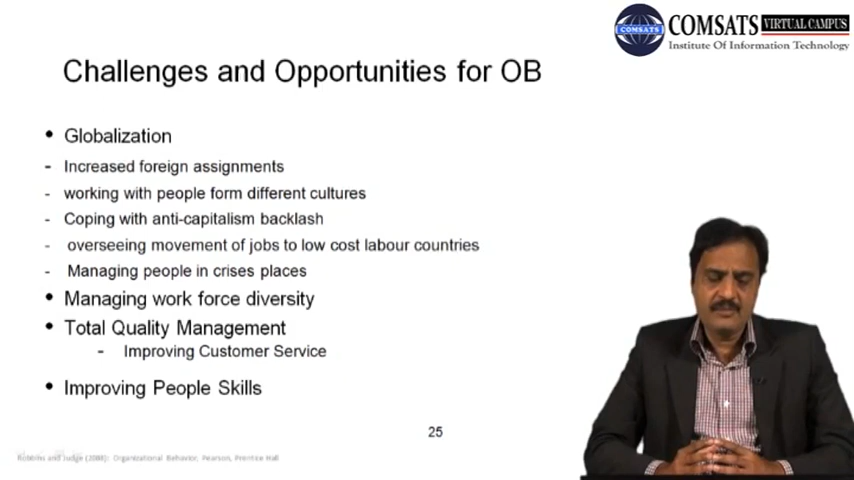 COMSATS VIRTUAL CAMPUS
COMSATS
Institute Of Information Technology
Challenges and Opportunities for OB
• Globalization
- Increased foreign assignments
- working with people form different cultures
- Coping with anti-capitalism backlash
- overseeing movement of jobs to low cost labour countries
- Managing people in crises places
• Managing work force diversity
• Total Quality Management
- Improving Customer Service
• Improving People Skills
25
Robbins and Judge (2008): Organizational Behavior, Pearson, Prentice Hall